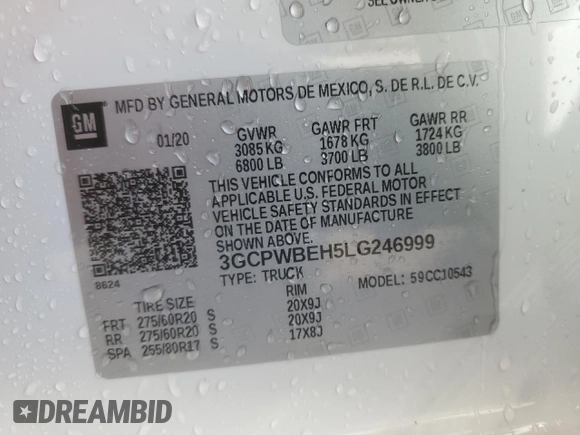 SEE OWNER
GM
MFD BY GENERAL MOTORS DE MEXICO, S. DE R.L. DE C.V.
01/20
GVWR GAWR FRT GAWR RR
3085 KG 1678 KG 1724 KG
6800 LB 3700 LB 3800 LB
THIS VEHICLE CONFORMS TO ALL
APPLICABLE U.S. FEDERAL MOTOR
VEHICLE SAFETY STANDARDS IN EFFECT
ON THE DATE OF MANUFACTURE
SHOWN ABOVE.
3GCPWBEH5LG246999
8624
TYPE: TRUCK MODEL: 59CC10543
TIRE SIZE RIM
FRT 275/60R20 S 20X9J
RR 275/60R20 S 20X9J
SPA 255/80R17 S 17X8J
DREAMBID